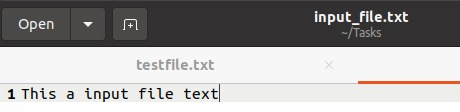 Open
input_file.txt
~/Tasks
testfile.txt
1 This a input file text